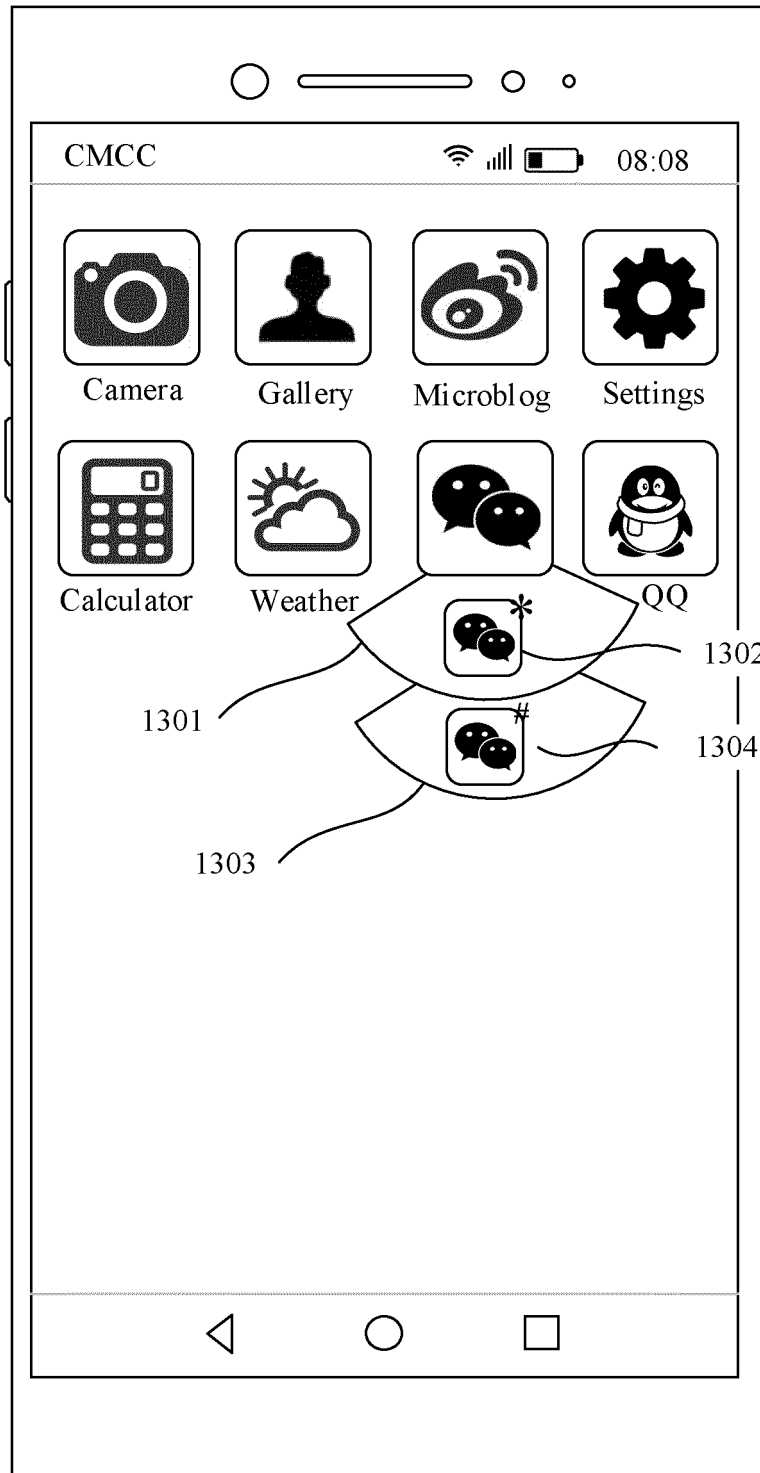 CMCC 08:08
Camera Gallery Microblog Settings
Calculator Weather QQ
*
1302
1301
#
1304
1303